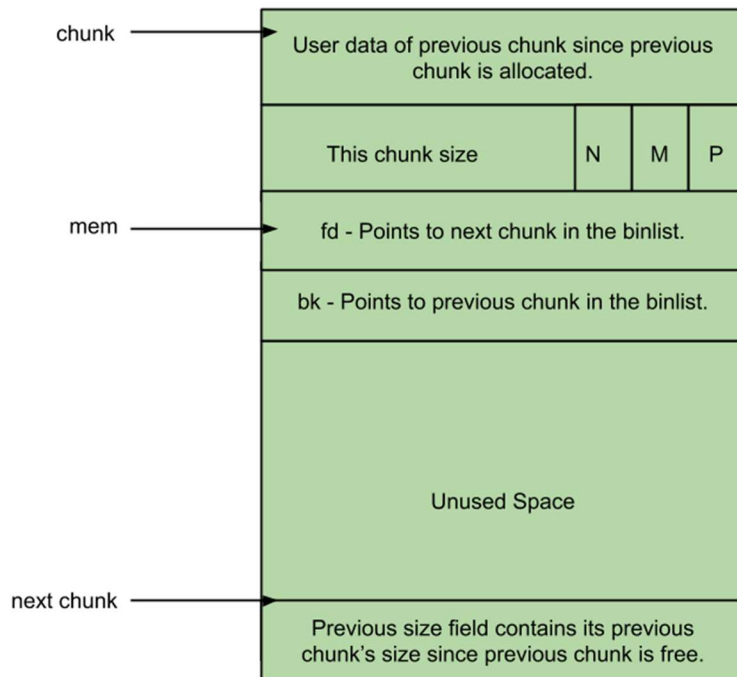 chunk
User data of previous chunk since previous
chunk is allocated.
This chunk size N M P
mem
fd - Points to next chunk in the binlist.
bk - Points to previous chunk in the binlist.
Unused Space
next chunk
Previous size field contains its previous
chunk's size since previous chunk is free.